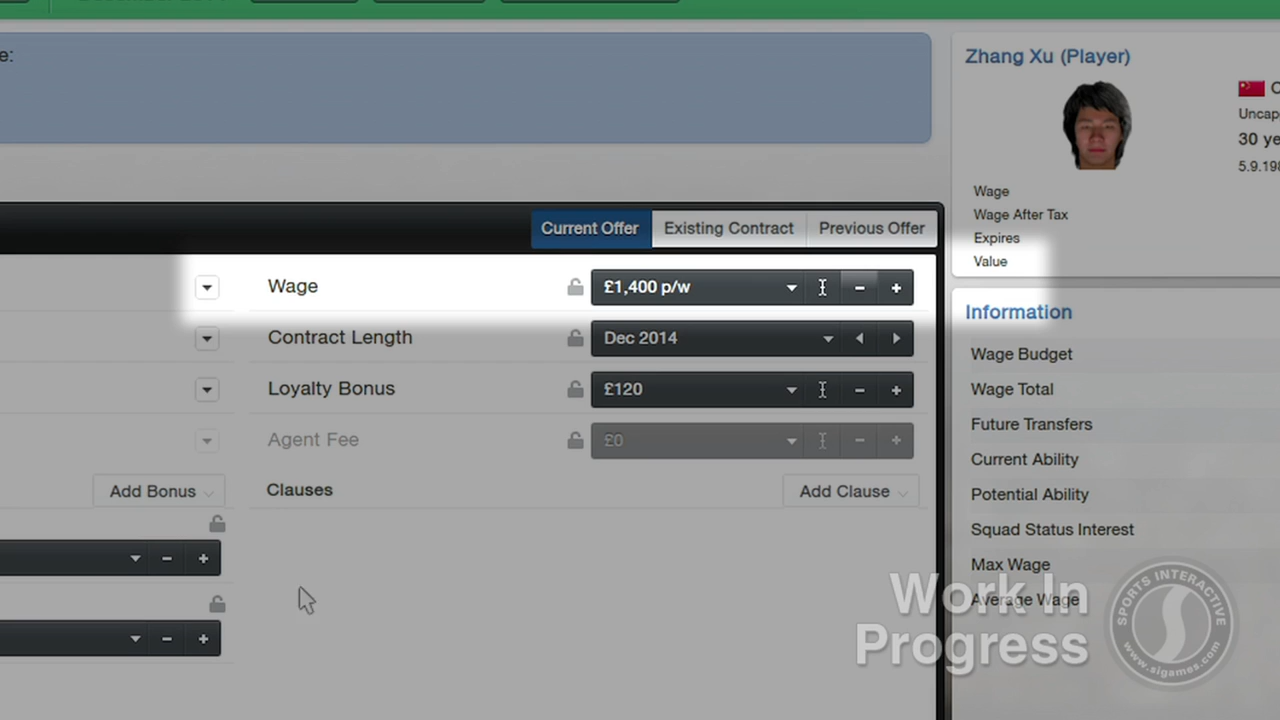 e:
Zhang Xu (Player)
Uncap
30 ye
5.9.198
Wage
Wage After Tax
Expires
Value
Current Offer
Existing Contract
Previous Offer
Wage
£1,400 p/w
Contract Length
Dec 2014
Loyalty Bonus
£120
Agent Fee
£0
Add Bonus
Clauses
Add Clause
Information
Wage Budget
Wage Total
Future Transfers
Current Ability
Potential Ability
Squad Status Interest
Max Wage
Average Wage
Work In
Progress
SPORTS INTERACTIVE
www.sigames.com